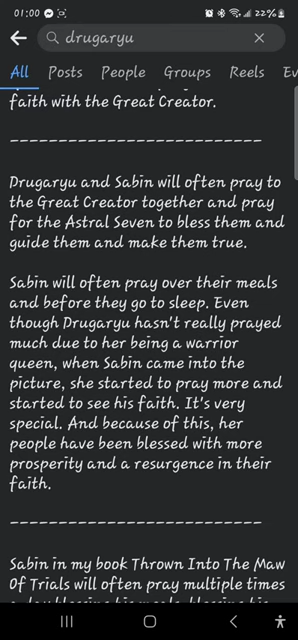 01:00 22%
drugaryu
All Posts People Groups Reels Ev
faith with the Great Creator.
--------------------------
Drugaryu and Sabin will often pray to
the Great Creator together and pray
for the Astral Seven to bless them and
guide them and make them true.
Sabin will often pray over their meals
and before they go to sleep. Even
though Drugaryu hasn't really prayed
much due to her being a warrior
queen, when Sabin came into the
picture, she started to pray more and
started to see his faith. It's very
special. And because of this, her
people have been blessed with more
prosperity and a resurgence in their
faith.
--------------------------
Sabin in my book Thrown Into The Maw
Of Trials will often pray multiple times